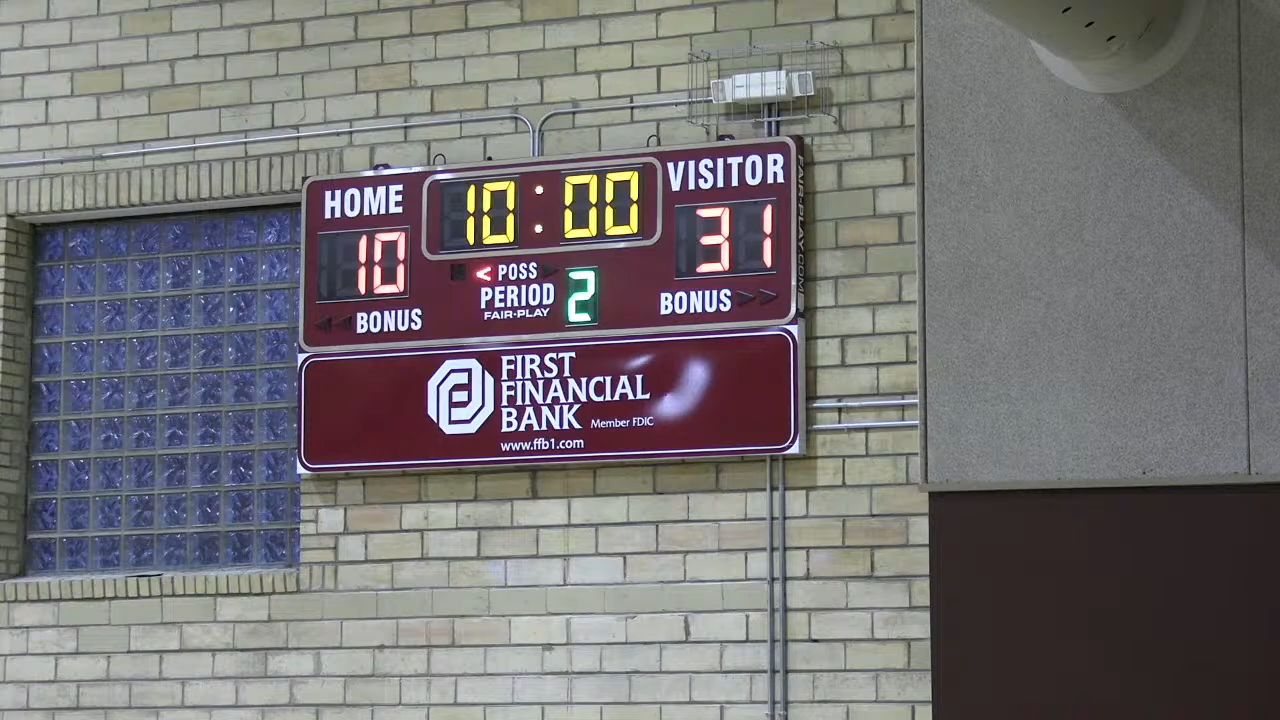 HOME
10:00
VISITOR
10
31
< POSS
PERIOD
2
FAIR-PLAY
BONUS
BONUS
FIRST
FINANCIAL
BANK
Member FDIC
www.ffb1.com
FAIR-PLAY.COM